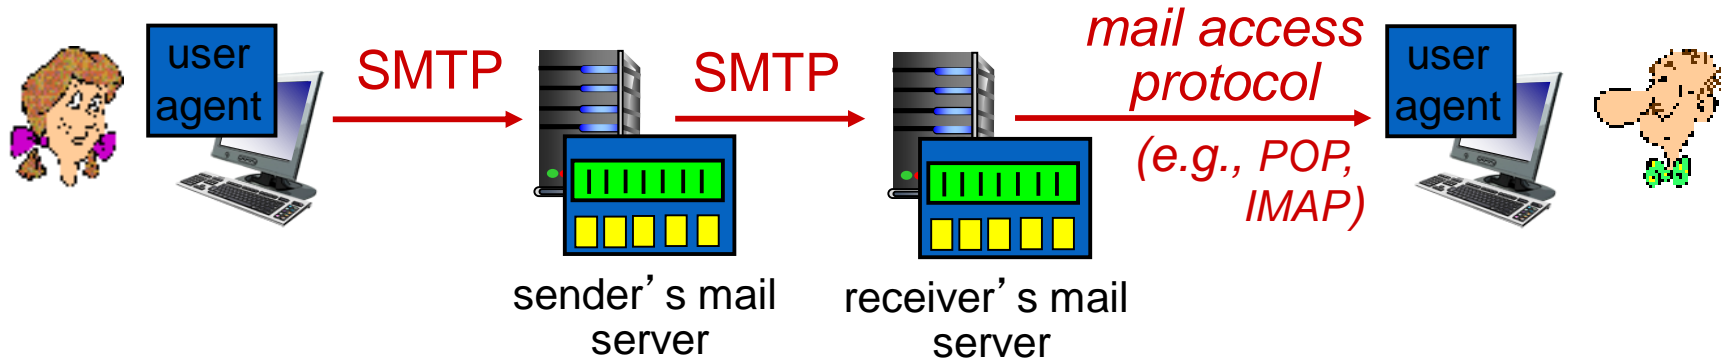 user
agent
SMTP
SMTP
mail access
protocol
(e.g., POP,
IMAP)
user
agent
sender’s mail
server
receiver’s mail
server